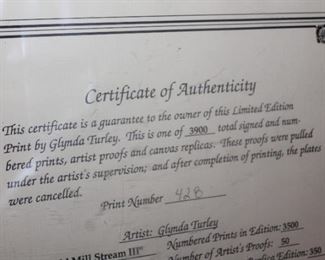 Certificate of Authenticity
This certificate is a guarantee to the owner of this Limited Edition
Print by Glynda Turley. This is one of 3900 total signed and num-
bered prints, artist proofs and canvas replicas. These proofs were pulled
under the artist's supervision; and after completion of printing, the plates
were cancelled.
Print Number 428
Artist: Glynda Turley
Mill Stream III"
Numbered Prints in Edition: 3500
Number of Artist's Proofs: 50
Edition: 350